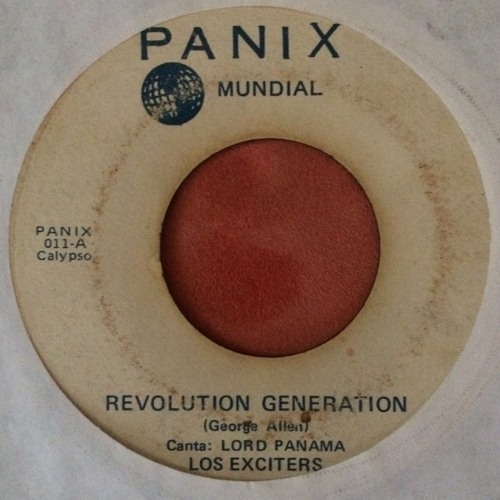 PANIX
MUNDIAL
PANIX
011-A
Calypso
REVOLUTION GENERATION
(George Allen)
Canta: LORD PANAMA
LOS EXCITERS